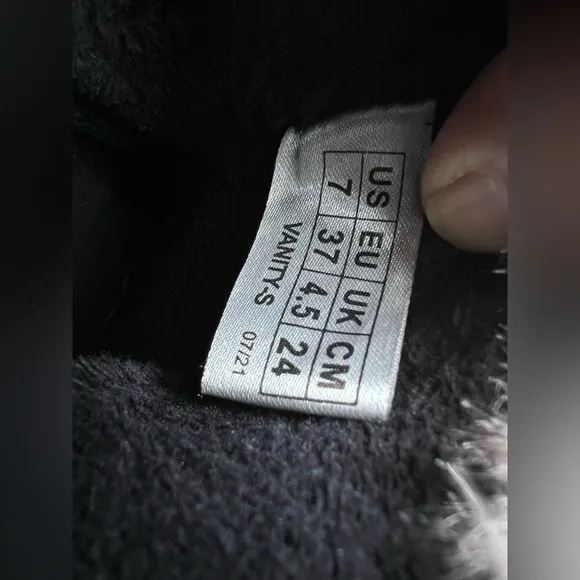 US EU UK CM
7 37 4.5 24
VANITY-S 07/21